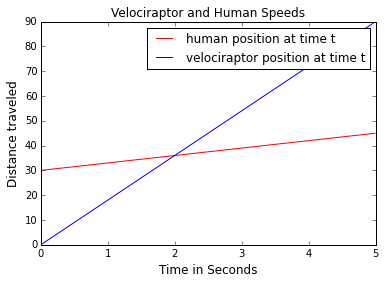 Velociraptor and Human Speeds
human position at time t
velociraptor position at time t
Distance traveled
90
80
70
60
50
40
30
20
10
0
0 1 2 3 4 5
Time in Seconds